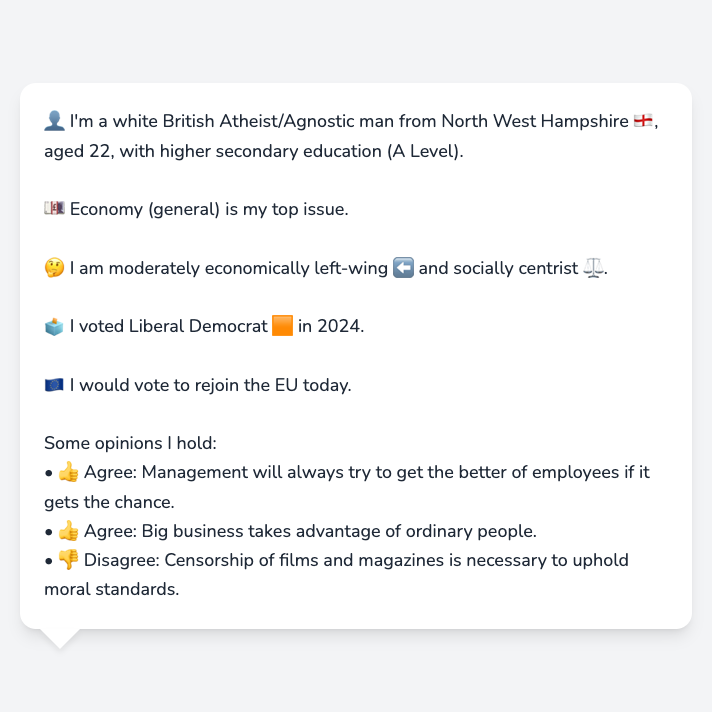 👤 I'm a white British Atheist/Agnostic man from North West Hampshire 🏴󠁧󠁢󠁥󠁮󠁧󠁿,
aged 22, with higher secondary education (A Level).
💷 Economy (general) is my top issue.
🤔 I am moderately economically left-wing ⬅️ and socially centrist ⚖️.
🗳️ I voted Liberal Democrat 🟧 in 2024.
🇪🇺 I would vote to rejoin the EU today.
Some opinions I hold:
• 👍 Agree: Management will always try to get the better of employees if it
gets the chance.
• 👍 Agree: Big business takes advantage of ordinary people.
• 👎 Disagree: Censorship of films and magazines is necessary to uphold
moral standards.